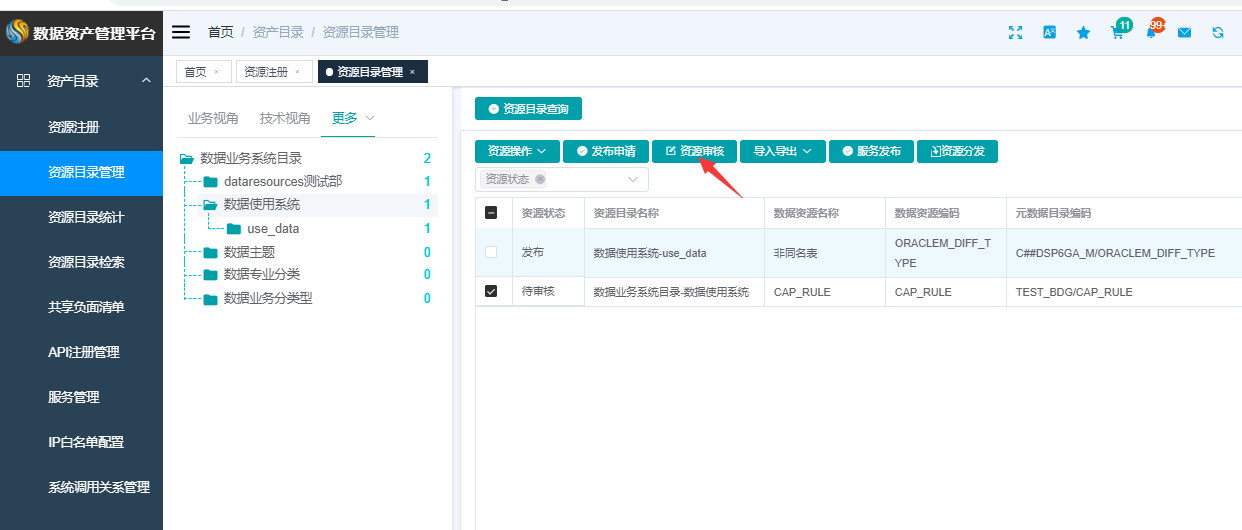 数据资产管理平台
首页 / 资产目录 / 资源目录管理
11
99+
资产目录
资源注册
资源目录管理
资源目录统计
资源目录检索
共享负面清单
API注册管理
服务管理
IP白名单配置
系统调用关系管理
首页 × 资源注册 × 资源目录管理 ×
业务视角 技术视角 更多
数据业务系统目录 2
dataresources测试部 1
数据使用系统 1
use_data 1
数据主题 0
数据专业分类 0
数据业务分类型 0
资源目录查询
资源操作 发布申请 资源审核 导入导出 服务发布 资源分发
资源状态
资源状态 资源目录名称 数据资源名称 数据资源编码 元数据目录编码
发布 数据使用系统-use_data 非同名表 ORACLEM_DIFF_T
YPE C##DSP6GA_M/ORACLEM_DIFF_TYPE
待审核 数据业务系统目录-数据使用系统 CAP_RULE CAP_RULE TEST_BDG/CAP_RULE